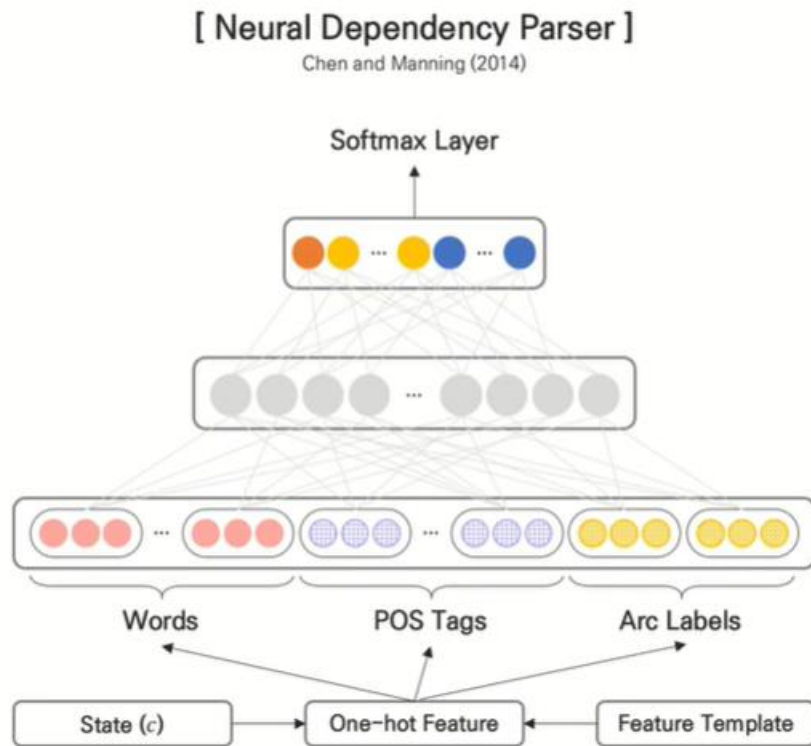 [ Neural Dependency Parser ]
Chen and Manning (2014)
Softmax Layer
...
...
...
...
...
Words
POS Tags
Arc Labels
State (c)
One-hot Feature
Feature Template